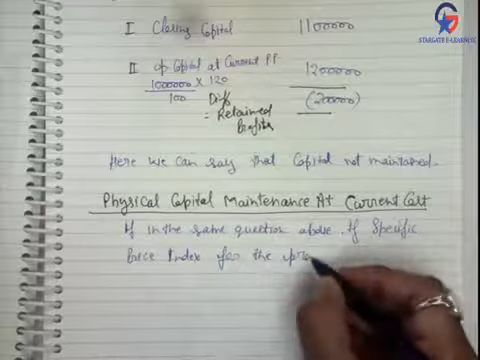 STARGATE E-LEARNING
I Closing Capital 1100000
II op Capital at Current PP 1200000
1000000 x 120
100
Diff (200000)
= Retained
Profits
Here we can say that Capital not maintained.
Physical Capital Maintenance At Current Cost
If in the same question above. If Specific
Price Index for the pro